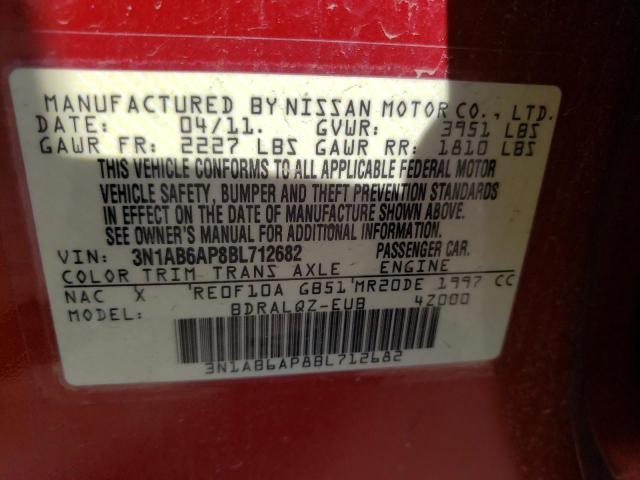 MANUFACTURED BY NISSAN MOTOR CO., LTD.
DATE: 04/11. GVWR: 3951 LBS
GAWR FR: 2227 LBS GAWR RR: 1810 LBS
THIS VEHICLE CONFORMS TO ALL APPLICABLE FEDERAL MOTOR
VEHICLE SAFETY, BUMPER AND THEFT PREVENTION STANDARDS
IN EFFECT ON THE DATE OF MANUFACTURE SHOWN ABOVE.
SEE OWNER'S MANUAL FOR ADDITIONAL INFORMATION.
VIN: 3N1AB6AP8BL712682 PASSENGER CAR.
COLOR TRIM TRANS AXLE ENGINE
NAC X RE0F10A GB51 MR20DE 1997 CC
MODEL: BDRALQZ-EUB 4Z000
3N1AB6AP8BL712682